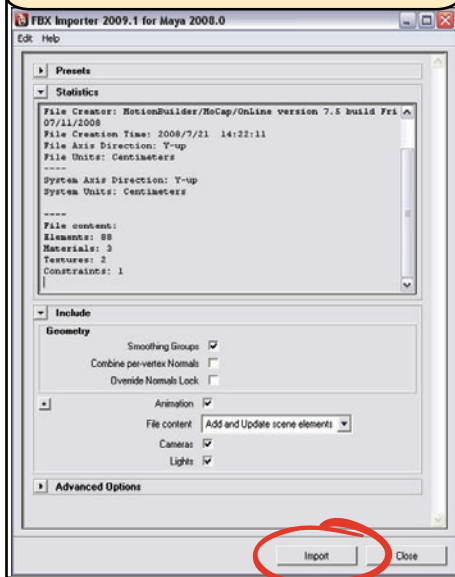 FBX Importer 2009.1 for Maya 2008.0
Edit Help
Presets
Statistics
File Creator: MotionBuilder/MoCap/OnLine version 7.5 build Fri
07/11/2008
File Creation Time: 2008/7/21 14:22:11
File Axis Direction: Y-up
File Units: Centimeters
----
System Axis Direction: Y-up
System Units: Centimeters
----
File content:
Elements: 88
Materials: 3
Textures: 2
Constraints: 1
Include
Geometry
Smoothing Groups
Combine per-vertex Normals
Override Normals Lock
Animation
File content Add and Update scene elements
Cameras
Lights
Advanced Options
Import Close